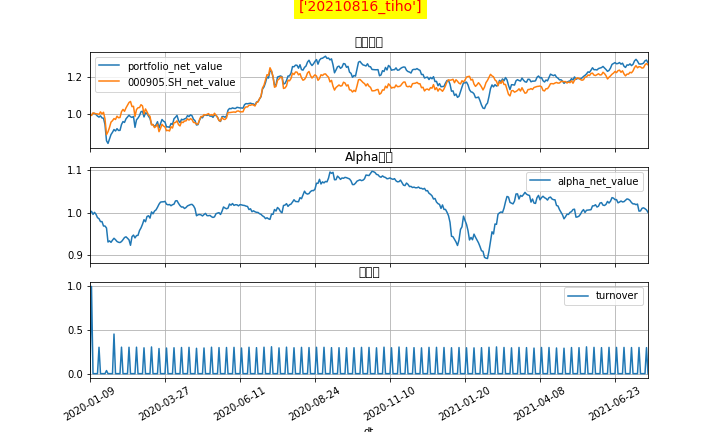 ['20210816_tiho']
portfolio_net_value
000905.SH_net_value
1.2
1.0
Alpha
alpha_net_value
1.1
1.0
0.9
turnover
1.0
0.5
0.0
2020-01-09
2020-03-27
2020-06-11
2020-08-24
2020-11-10
2021-01-20
2021-04-08
2021-06-23